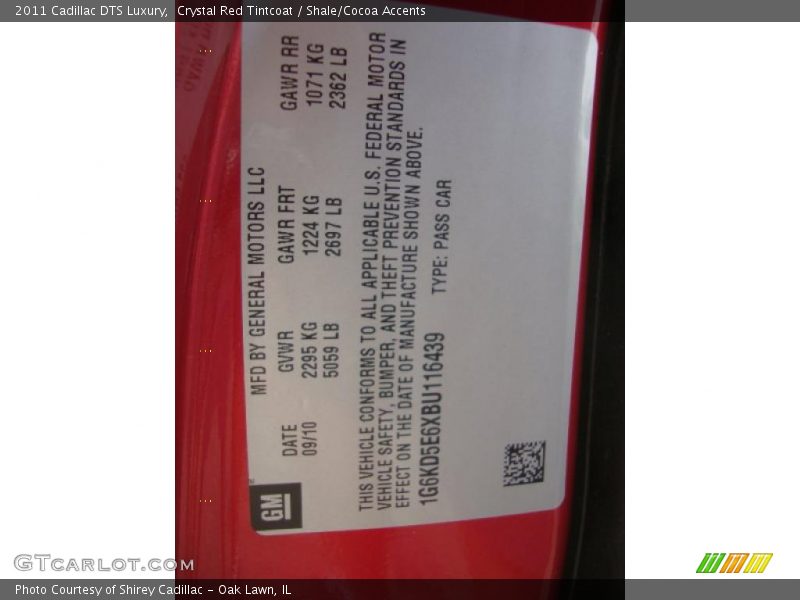 2011 Cadillac DTS Luxury, Crystal Red Tintcoat / Shale/Cocoa Accents
GM
MFD BY GENERAL MOTORS LLC
DATE GVWR GAWR FRT GAWR RR
09/10 2295 KG 1224 KG 1071 KG
5059 LB 2697 LB 2362 LB
THIS VEHICLE CONFORMS TO ALL APPLICABLE U.S. FEDERAL MOTOR
VEHICLE SAFETY, BUMPER, AND THEFT PREVENTION STANDARDS IN
EFFECT ON THE DATE OF MANUFACTURE SHOWN ABOVE.
1G6KD5E6XBU116439 TYPE: PASS CAR
GTCARLOT.COM
Photo Courtesy of Shirey Cadillac - Oak Lawn, IL